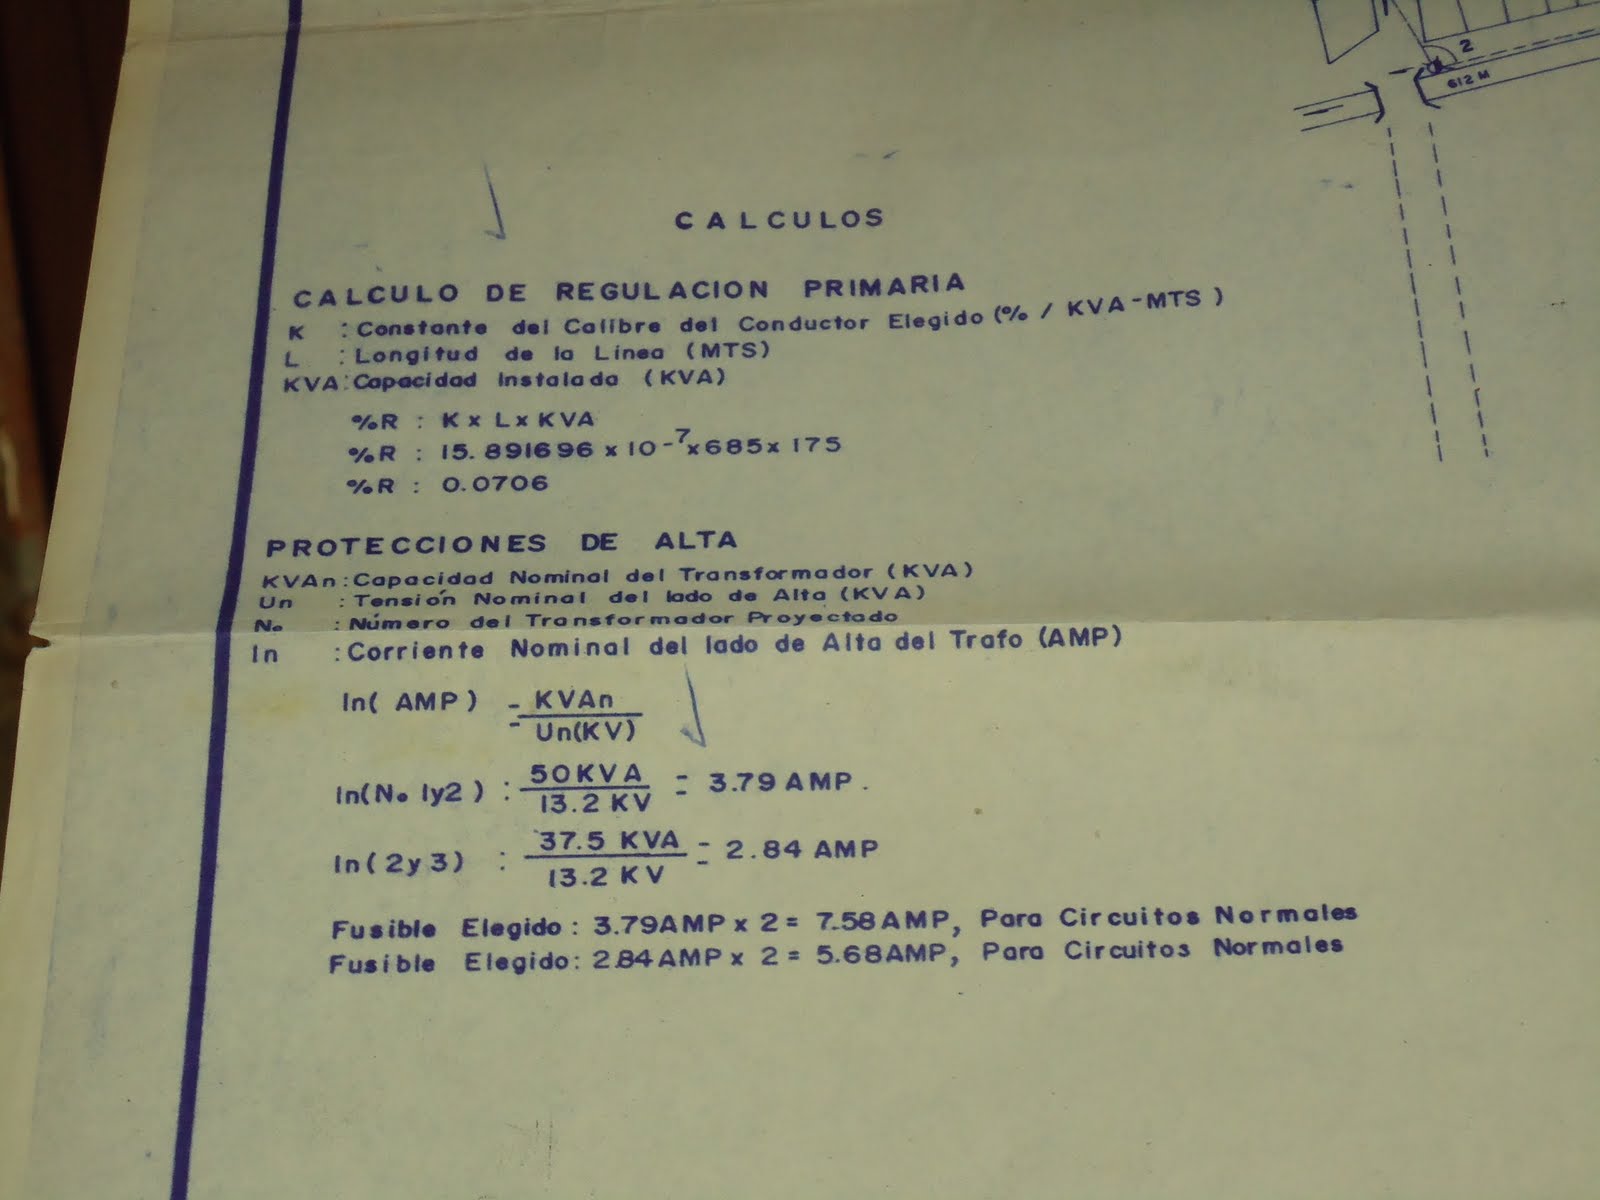 2
612 M
CALCULOS
CALCULO DE REGULACION PRIMARIA
K : Constante del Calibre del Conductor Elegido (% / KVA-MTS )
L : Longitud de la Linea (MTS)
KVA: Capacidad Instalada (KVA)
%R : K x L x KVA
%R : 15.891696 x 10-7 x 685 x 175
%R : 0.0706
PROTECCIONES DE ALTA
KVAn : Capacidad Nominal del Transformador (KVA)
Un : Tensión Nominal del lado de Alta (KVA)
No : Número del Transformador Proyectado
In : Corriente Nominal del lado de Alta del Trafo (AMP)
In( AMP ) = KVAn
Un(KV)
In(No 1y2 ) : 50 KVA = 3.79 AMP.
13.2 KV
In( 2y3) : 37.5 KVA = 2.84 AMP
13.2 KV
Fusible Elegido : 3.79AMP x 2 = 7.58 AMP, Para Circuitos Normales
Fusible Elegido: 2.84AMP x 2 = 5.68AMP, Para Circuitos Normales